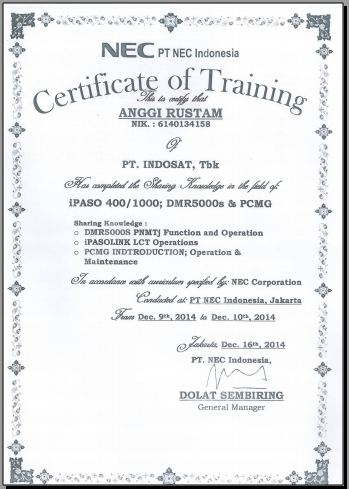 NEC PT NEC Indonesia
Certificate of Training
This to certify that
ANGGI RUSTAM
NIK. : 6140134158
Of
PT. INDOSAT, Tbk
Has completed the Sharing Knowledge in the field of:
iPASO 400/1000; DMR5000s & PCMG
Sharing Knowledge :
o DMR5000S PNMTJ Function and Operation
o iPASOLINK LCT Operations
o PCMG INDTRODUCTION; Operation &
Maintenance
In accordance with curriculum specified by: NEC Corporation
Conducted at: PT NEC Indonesia, Jakarta
From Dec. 9th, 2014 to Dec. 10th, 2014
Jakarta, Dec. 16th, 2014
PT. NEC Indonesia,
DOLAT SEMBIRING
General Manager